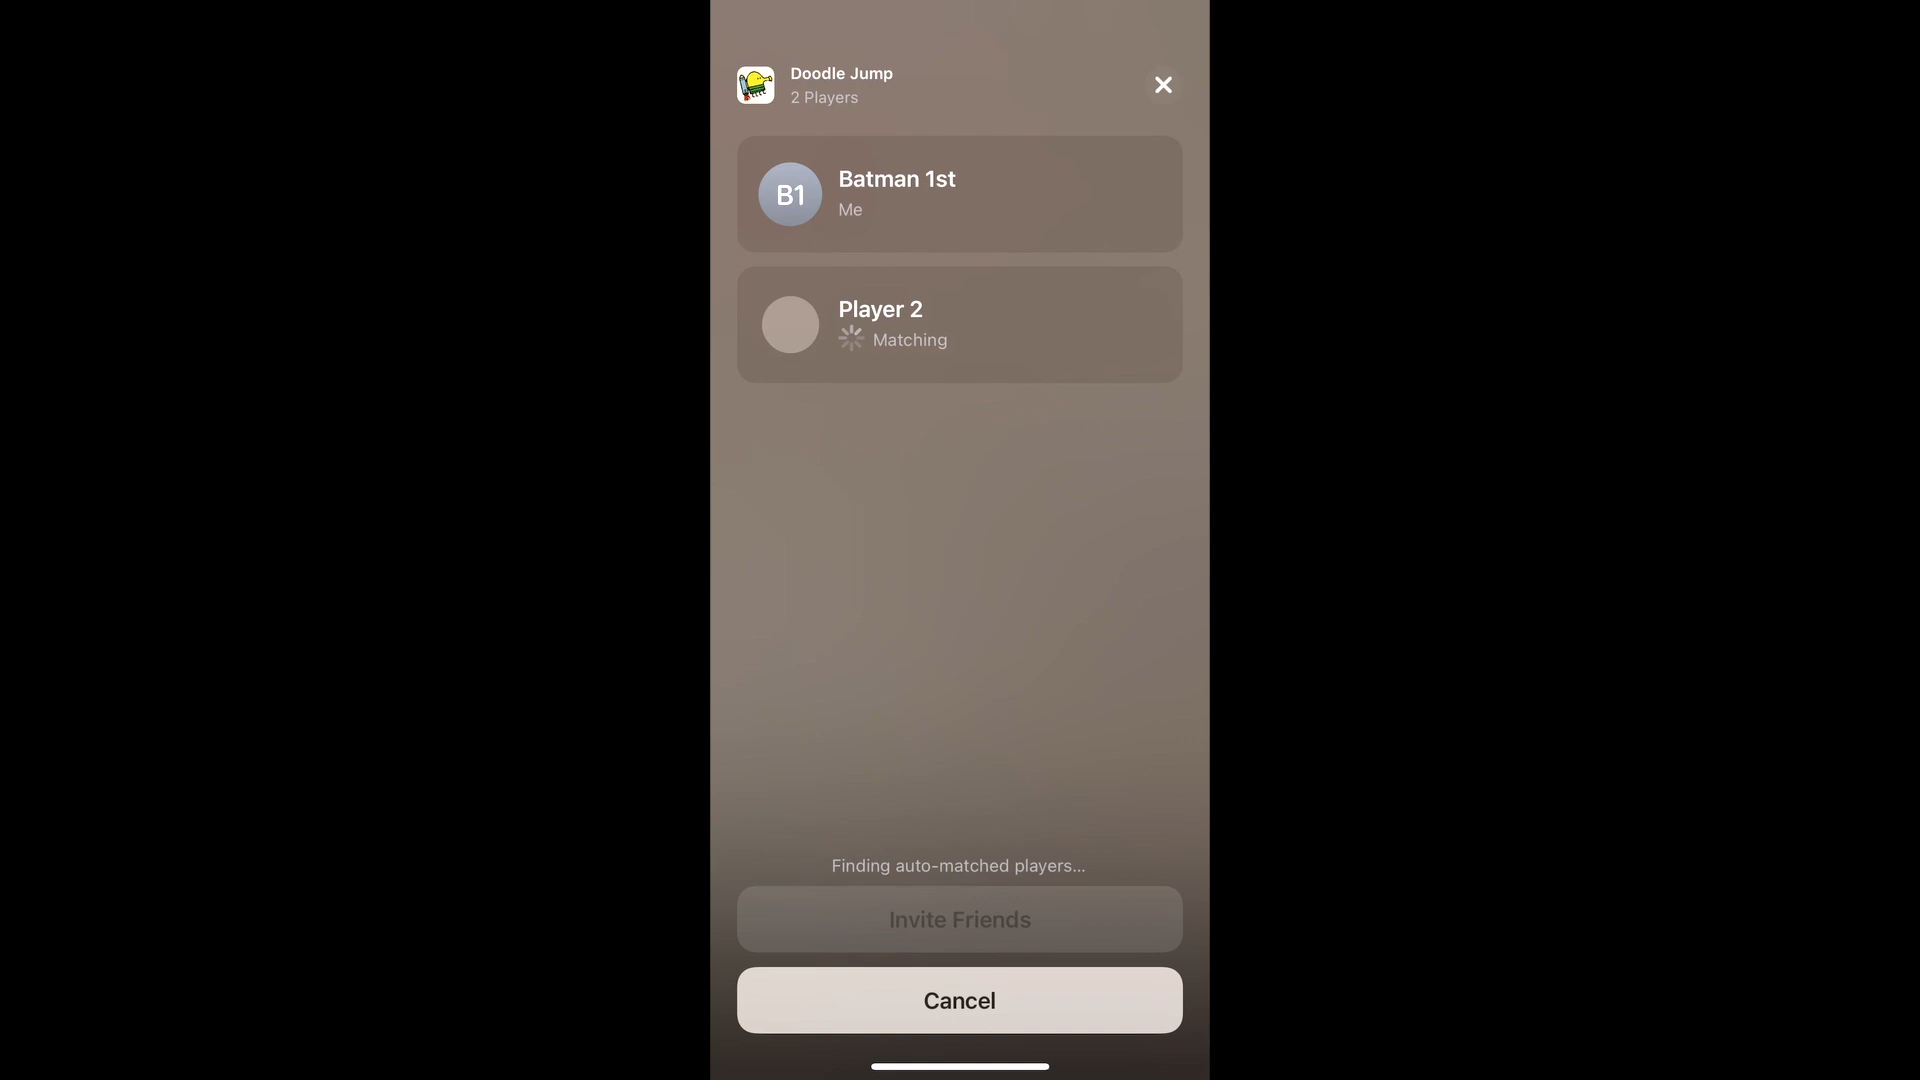 Doodle Jump
2 Players
B1
Batman 1st
Me
Player 2
Matching
Finding auto-matched players...
Invite Friends
Cancel